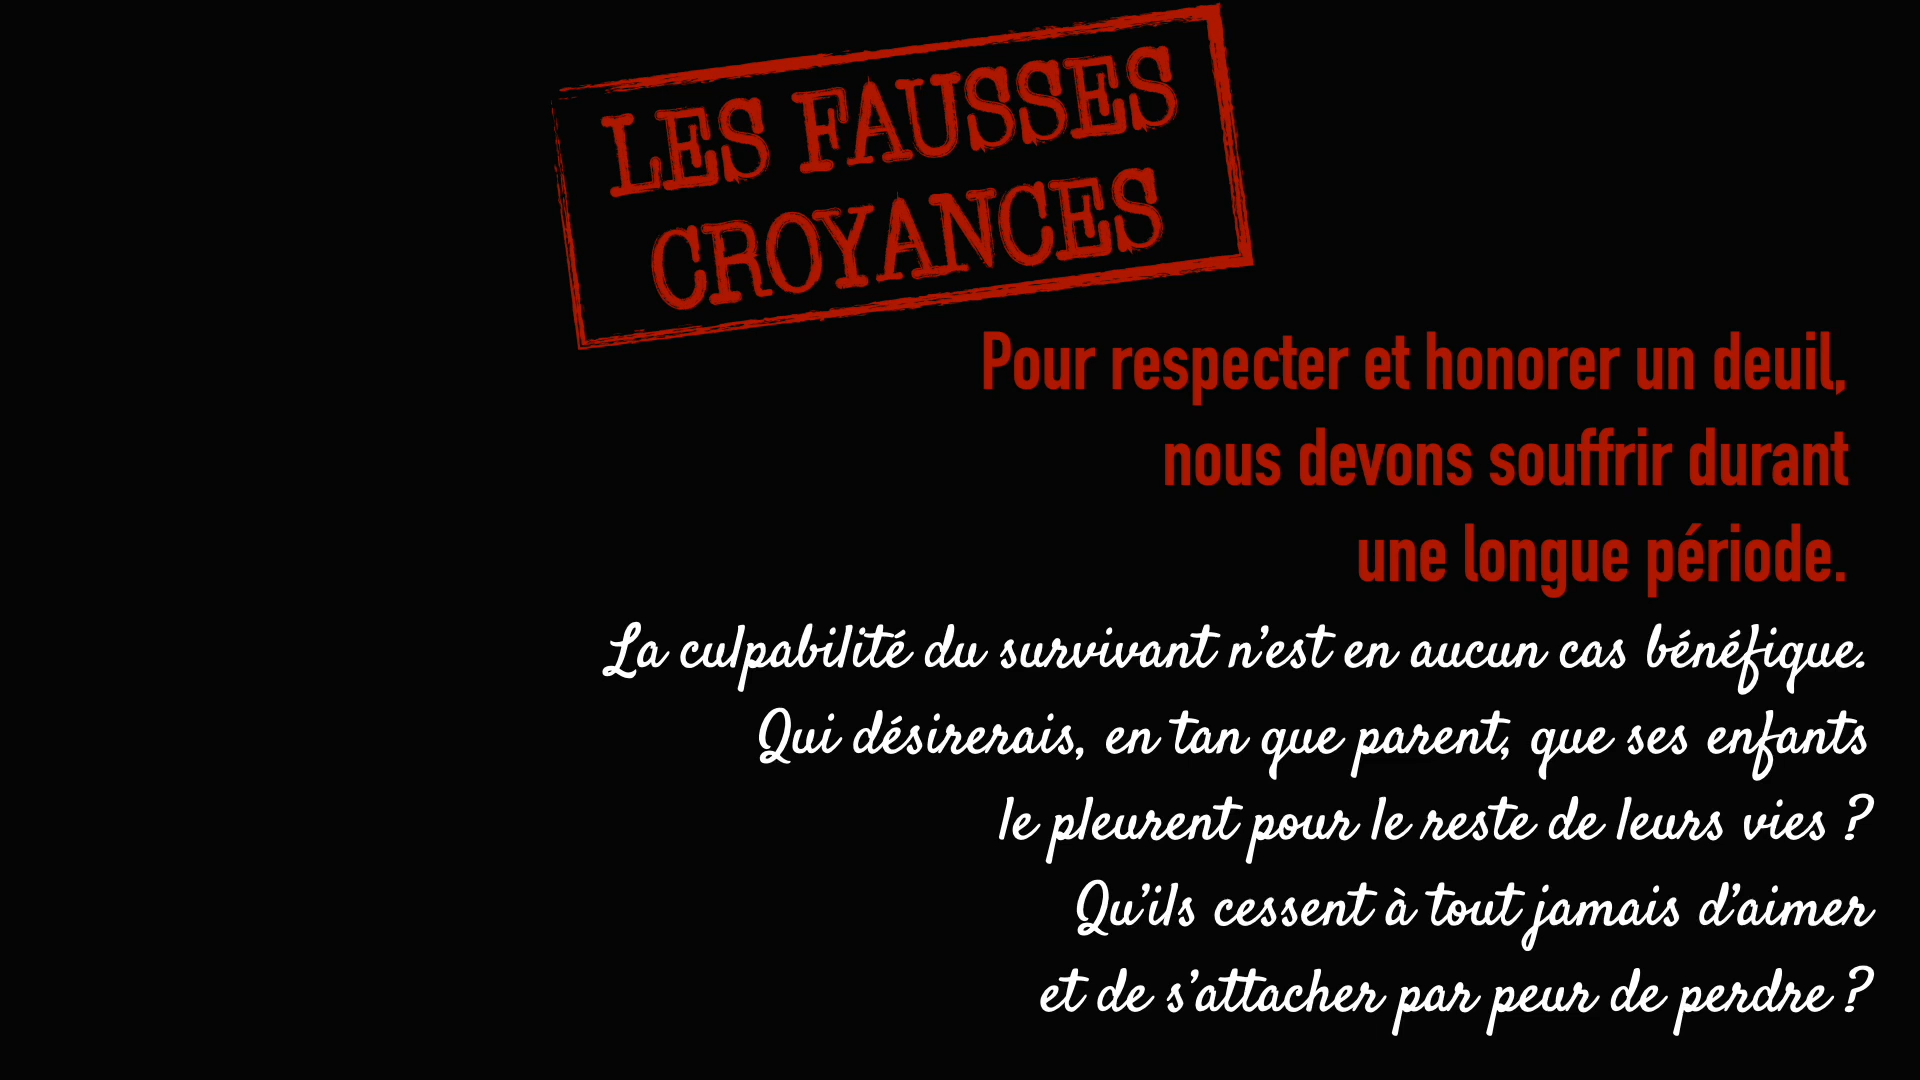 LES FAUSSES
CROYANCES
Pour respecter et honorer un deuil,
nous devons souffrir durant
une longue période.
La culpabilité du survivant n’est en aucun cas bénéfique.
Qui désirerais, en tan que parent, que ses enfants
le pleurent pour le reste de leurs vies ?
Qu’ils cessent à tout jamais d’aimer
et de s’attacher par peur de perdre ?